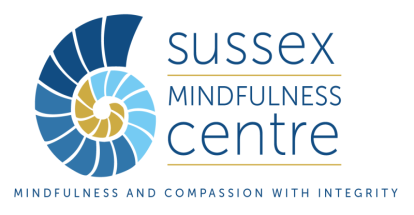 sussex
MINDFULNESS
centre
MINDFULNESS AND COMPASSION WITH INTEGRITY